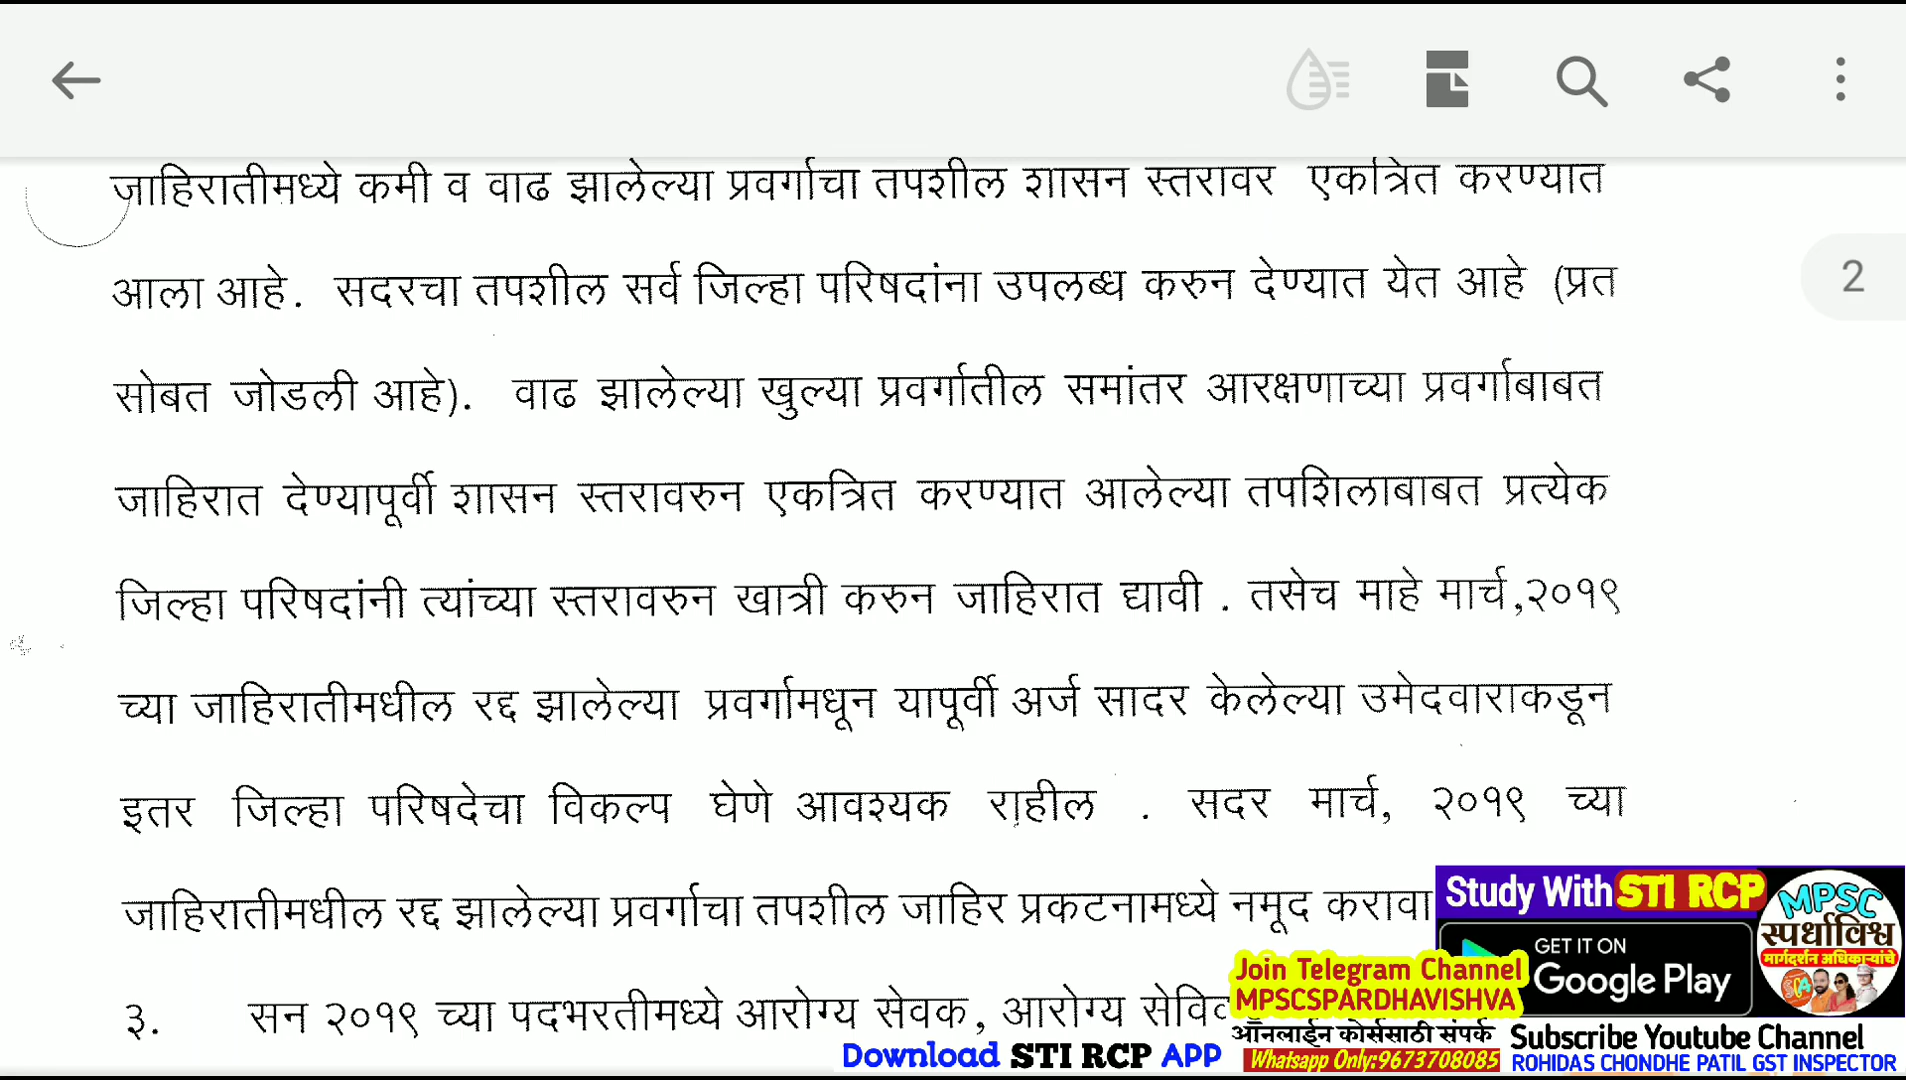 जाहिरातीमध्ये कमी व वाढ झालेल्या प्रवर्गाचा तपशील शासन स्तरावर एकत्रित करण्यात
आला आहे. सदरचा तपशील सर्व जिल्हा परिषदांना उपलब्ध करुन देण्यात येत आहे (प्रत
2
सोबत जोडली आहे). वाढ झालेल्या खुल्या प्रवर्गातील समांतर आरक्षणाच्या प्रवर्गाबाबत
जाहिरात देण्यापूर्वी शासन स्तरावरुन एकत्रित करण्यात आलेल्या तपशिलाबाबत प्रत्येक
जिल्हा परिषदांनी त्यांच्या स्तरावरुन खात्री करुन जाहिरात द्यावी . तसेच माहे मार्च,२०१९
च्या जाहिरातीमधील रद्द झालेल्या प्रवर्गामधून यापूर्वी अर्ज सादर केलेल्या उमेदवाराकडून
इतर जिल्हा परिषदेचा विकल्प घेणे आवश्यक राहील . सदर मार्च, २०१९ च्या
जाहिरातीमधील रद्द झालेल्या प्रवर्गाचा तपशील जाहिर प्रकटनामध्ये नमूद करावा
३. सन २०१९ च्या पदभरतीमध्ये आरोग्य सेवक, आरोग्य
Study With STI RCP
GET IT ON
Google Play
MPSC
स्पर्धाविश्व
मार्गदर्शन अधिकाऱ्यांचे
Join Telegram Channel
MPSCSPARDHAVISHVA
ऑनलाईन कोर्ससाठी संपर्क
Whatsapp Only:9673708085
Download STI RCP APP
Subscribe Youtube Channel
ROHIDAS CHONDHE PATIL GST INSPECTOR